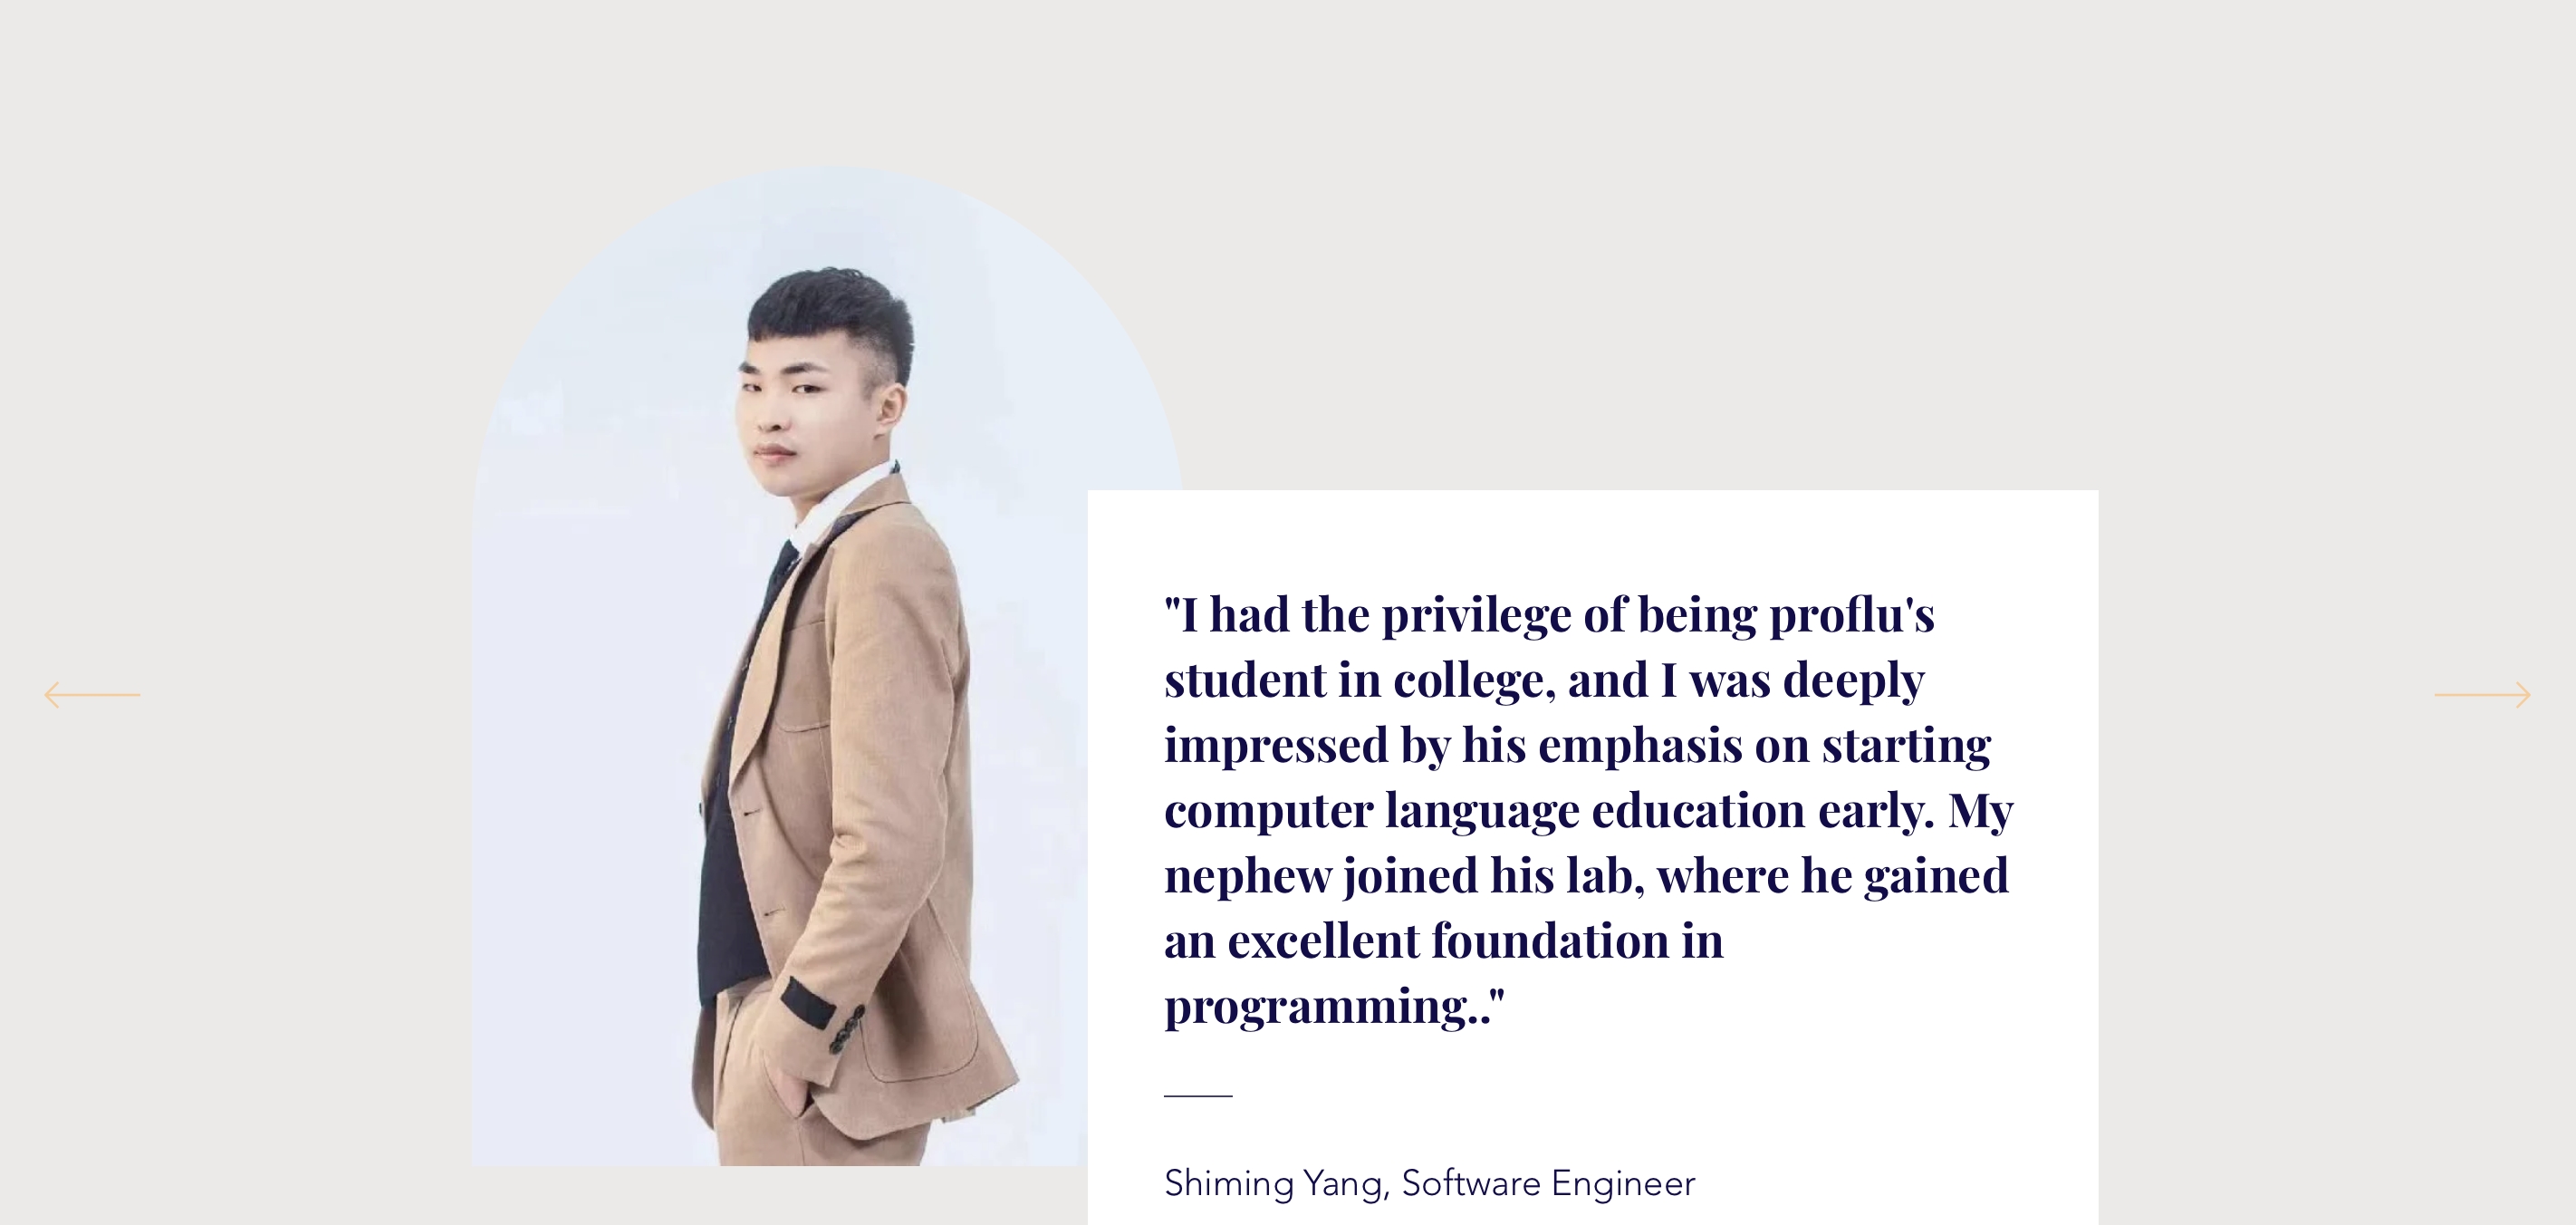 "I had the privilege of being proflu's
student in college, and I was deeply
impressed by his emphasis on starting
computer language education early. My
nephew joined his lab, where he gained
an excellent foundation in
programming.."
Shiming Yang, Software Engineer